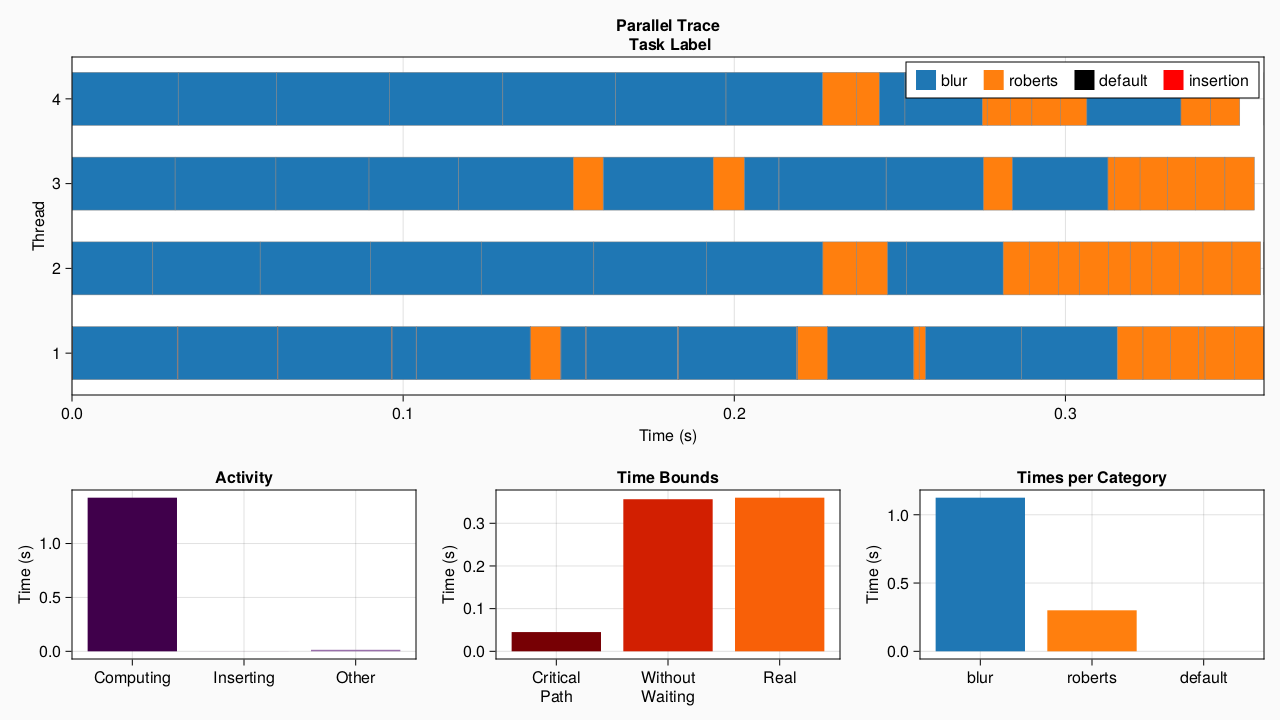 Parallel Trace
Task Label
blur roberts default insertion
4
3
2
1
Thread
0.0 0.1 0.2 0.3
Time (s)
Activity
1.0
0.5
0.0
Time (s)
Computing Inserting Other
Time Bounds
0.3
0.2
0.1
0.0
Time (s)
Critical
Path
Without
Waiting
Real
Times per Category
1.0
0.5
0.0
Time (s)
blur roberts default